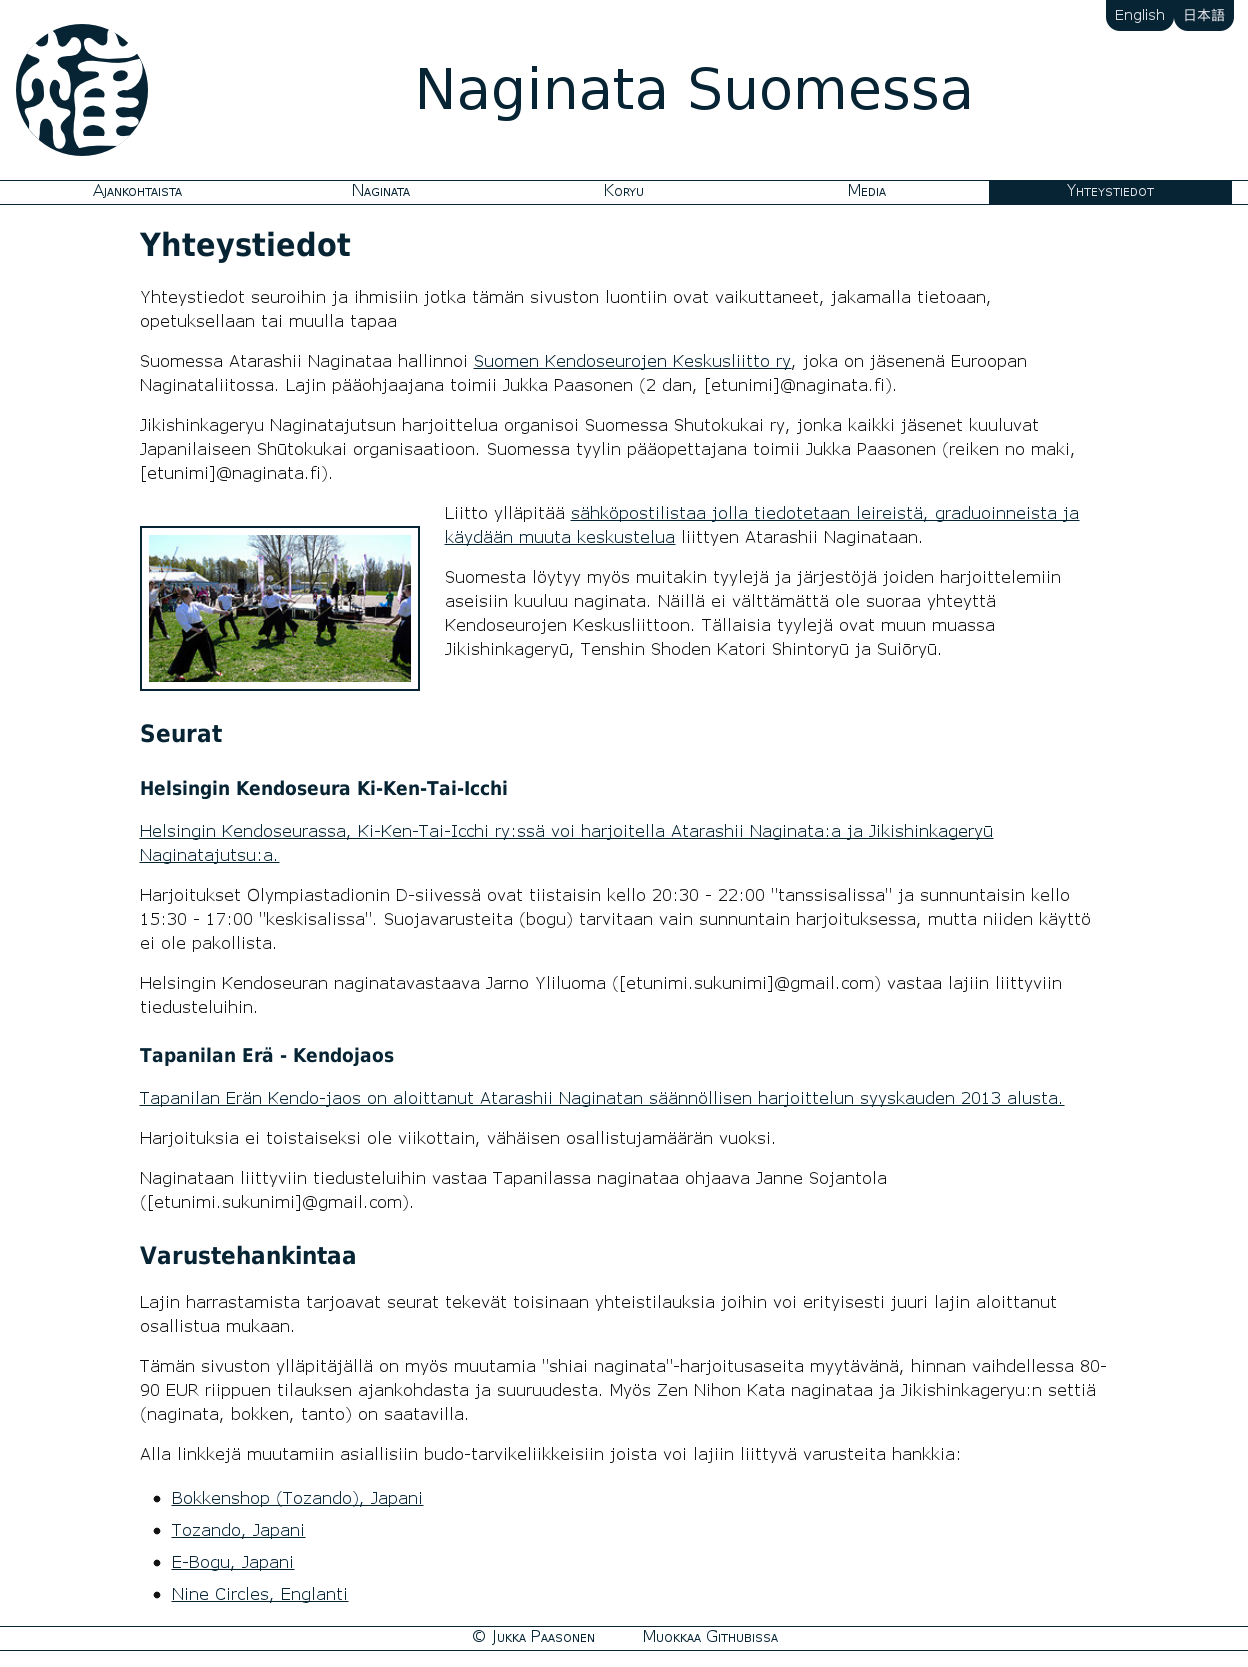 English 日本語
Naginata Suomessa
Ajankohtaista Naginata Koryu Media Yhteystiedot
Yhteystiedot
Yhteystiedot seuroihin ja ihmisiin jotka tämän sivuston luontiin ovat vaikuttaneet, jakamalla tietoaan,
opetuksellaan tai muulla tapaa
Suomessa Atarashii Naginataa hallinnoi Suomen Kendoseurojen Keskusliitto ry, joka on jäsenenä Euroopan
Naginataliitossa. Lajin pääohjaajana toimii Jukka Paasonen (2 dan, [etunimi]@naginata.fi).
Jikishinkageryu Naginatajutsun harjoittelua organisoi Suomessa Shutokukai ry, jonka kaikki jäsenet kuuluvat
Japanilaiseen Shūtokukai organisaatioon. Suomessa tyylin pääopettajana toimii Jukka Paasonen (reiken no maki,
[etunimi]@naginata.fi).
Liitto ylläpitää sähköpostilistaa jolla tiedotetaan leireistä, graduoinneista ja
käydään muuta keskustelua liittyen Atarashii Naginataan.
Suomesta löytyy myös muitakin tyylejä ja järjestöjä joiden harjoittelemiin
aseisiin kuuluu naginata. Näillä ei välttämättä ole suoraa yhteyttä
Kendoseurojen Keskusliittoon. Tällaisia tyylejä ovat muun muassa
Jikishinkageryū, Tenshin Shoden Katori Shintoryū ja Suiōryū.
Seurat
Helsingin Kendoseura Ki-Ken-Tai-Icchi
Helsingin Kendoseurassa, Ki-Ken-Tai-Icchi ry:ssä voi harjoitella Atarashii Naginata:a ja Jikishinkageryū
Naginatajutsu:a.
Harjoitukset Olympiastadionin D-siivessä ovat tiistaisin kello 20:30 - 22:00 "tanssisalissa" ja sunnuntaisin kello
15:30 - 17:00 "keskisalissa". Suojavarusteita (bogu) tarvitaan vain sunnuntain harjoituksessa, mutta niiden käyttö
ei ole pakollista.
Helsingin Kendoseuran naginatavastaava Jarno Yliluoma ([etunimi.sukunimi]@gmail.com) vastaa lajiin liittyviin
tiedusteluihin.
Tapanilan Erä - Kendojaos
Tapanilan Erän Kendo-jaos on aloittanut Atarashii Naginatan säännöllisen harjoittelun syyskauden 2013 alusta.
Harjoituksia ei toistaiseksi ole viikottain, vähäisen osallistujamäärän vuoksi.
Naginataan liittyviin tiedusteluihin vastaa Tapanilassa naginataa ohjaava Janne Sojantola
([etunimi.sukunimi]@gmail.com).
Varustehankintaa
Lajin harrastamista tarjoavat seurat tekevät toisinaan yhteistilauksia joihin voi erityisesti juuri lajin aloittanut
osallistua mukaan.
Tämän sivuston ylläpitäjällä on myös muutamia "shiai naginata"-harjoitusaseita myytävänä, hinnan vaihdellessa 80-
90 EUR riippuen tilauksen ajankohdasta ja suuruudesta. Myös Zen Nihon Kata naginataa ja Jikishinkageryu:n settiä
(naginata, bokken, tanto) on saatavilla.
Alla linkkejä muutamiin asiallisiin budo-tarvikeliikkeisiin joista voi lajiin liittyvä varusteita hankkia:
Bokkenshop (Tozando), Japani
Tozando, Japani
E-Bogu, Japani
Nine Circles, Englanti
© Jukka Paasonen Muokkaa Githubissa